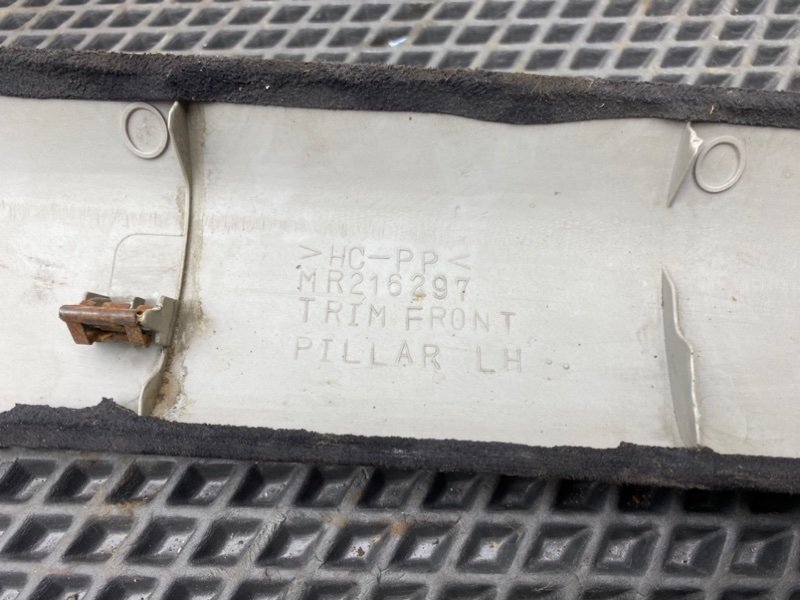 >HC-PP<
MR216297
TRIM FRONT
PILLAR LH